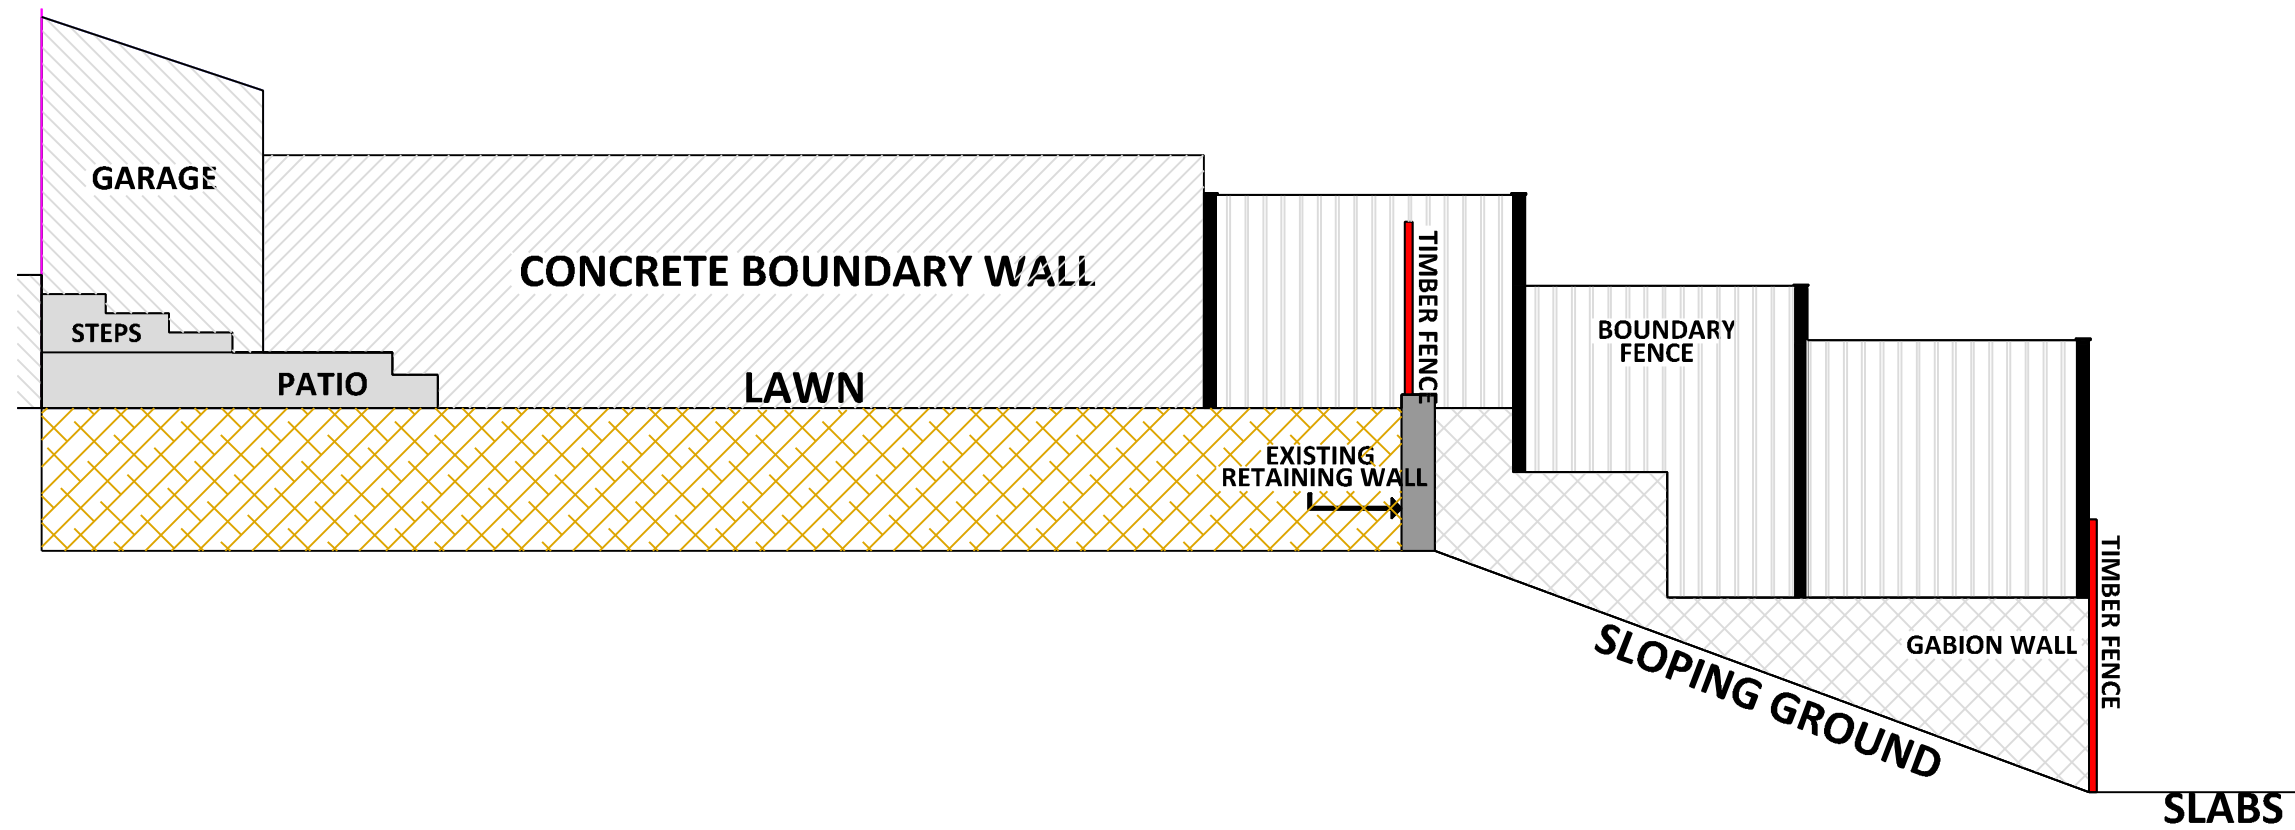 GARAGE
CONCRETE BOUNDARY WALL
STEPS
PATIO
LAWN
TIMBER FENCE
BOUNDARY
FENCE
EXISTING
RETAINING WALL
TIMBER FENCE
GABION WALL
SLOPING GROUND
SLABS